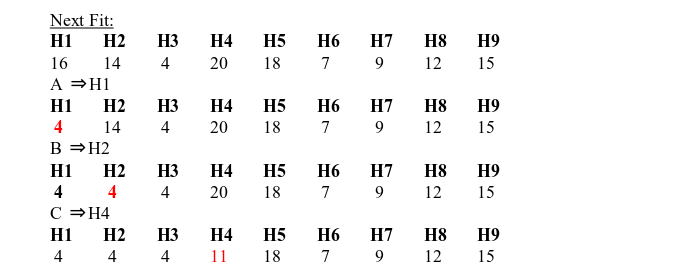 Next Fit:
H1 H2 H3 H4 H5 H6 H7 H8 H9
16 14 4 20 18 7 9 12 15
A ⇒H1
H1 H2 H3 H4 H5 H6 H7 H8 H9
4 14 4 20 18 7 9 12 15
B ⇒H2
H1 H2 H3 H4 H5 H6 H7 H8 H9
4 4 4 20 18 7 9 12 15
C ⇒H4
H1 H2 H3 H4 H5 H6 H7 H8 H9
4 4 4 11 18 7 9 12 15